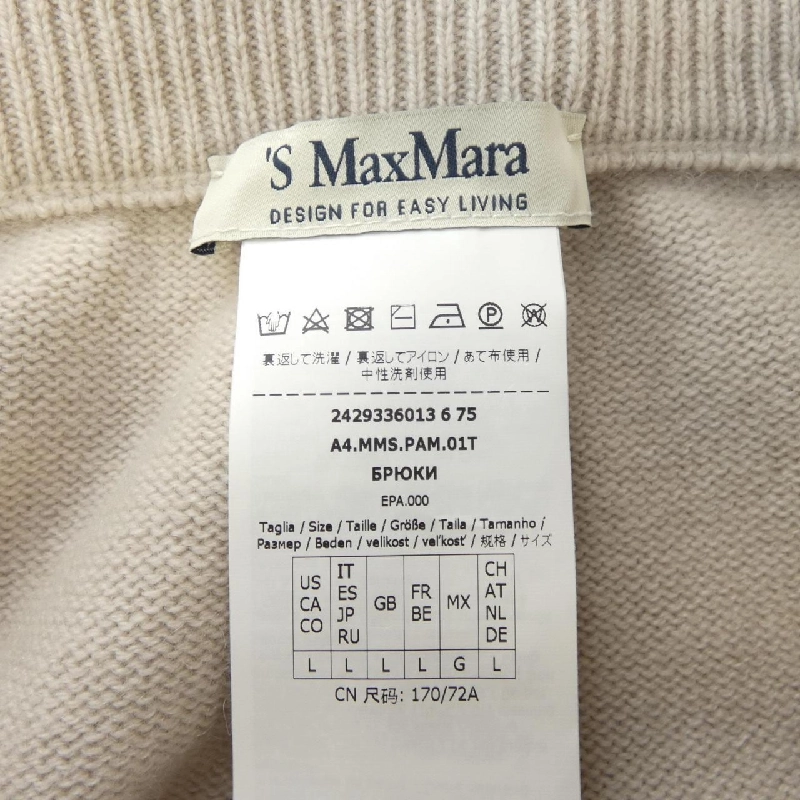 'S MaxMara
DESIGN FOR EASY LIVING
裏返して洗濯 / 裏返してアイロン / あて布使用 /
中性洗剤使用
2429336013 6 75
A4.MMS.PAM.01T
БРЮКИ
EPA.000
Taglia / Size / Taille / Größe / Talla / Tamanho /
Размер / Beden / velikost / veľkosť / 规格 / サイズ
US CA CO
IT ES JP RU
GB
FR BE
MX
CH AT NL DE
L L L L G L
CN 尺码: 170/72A
P
W